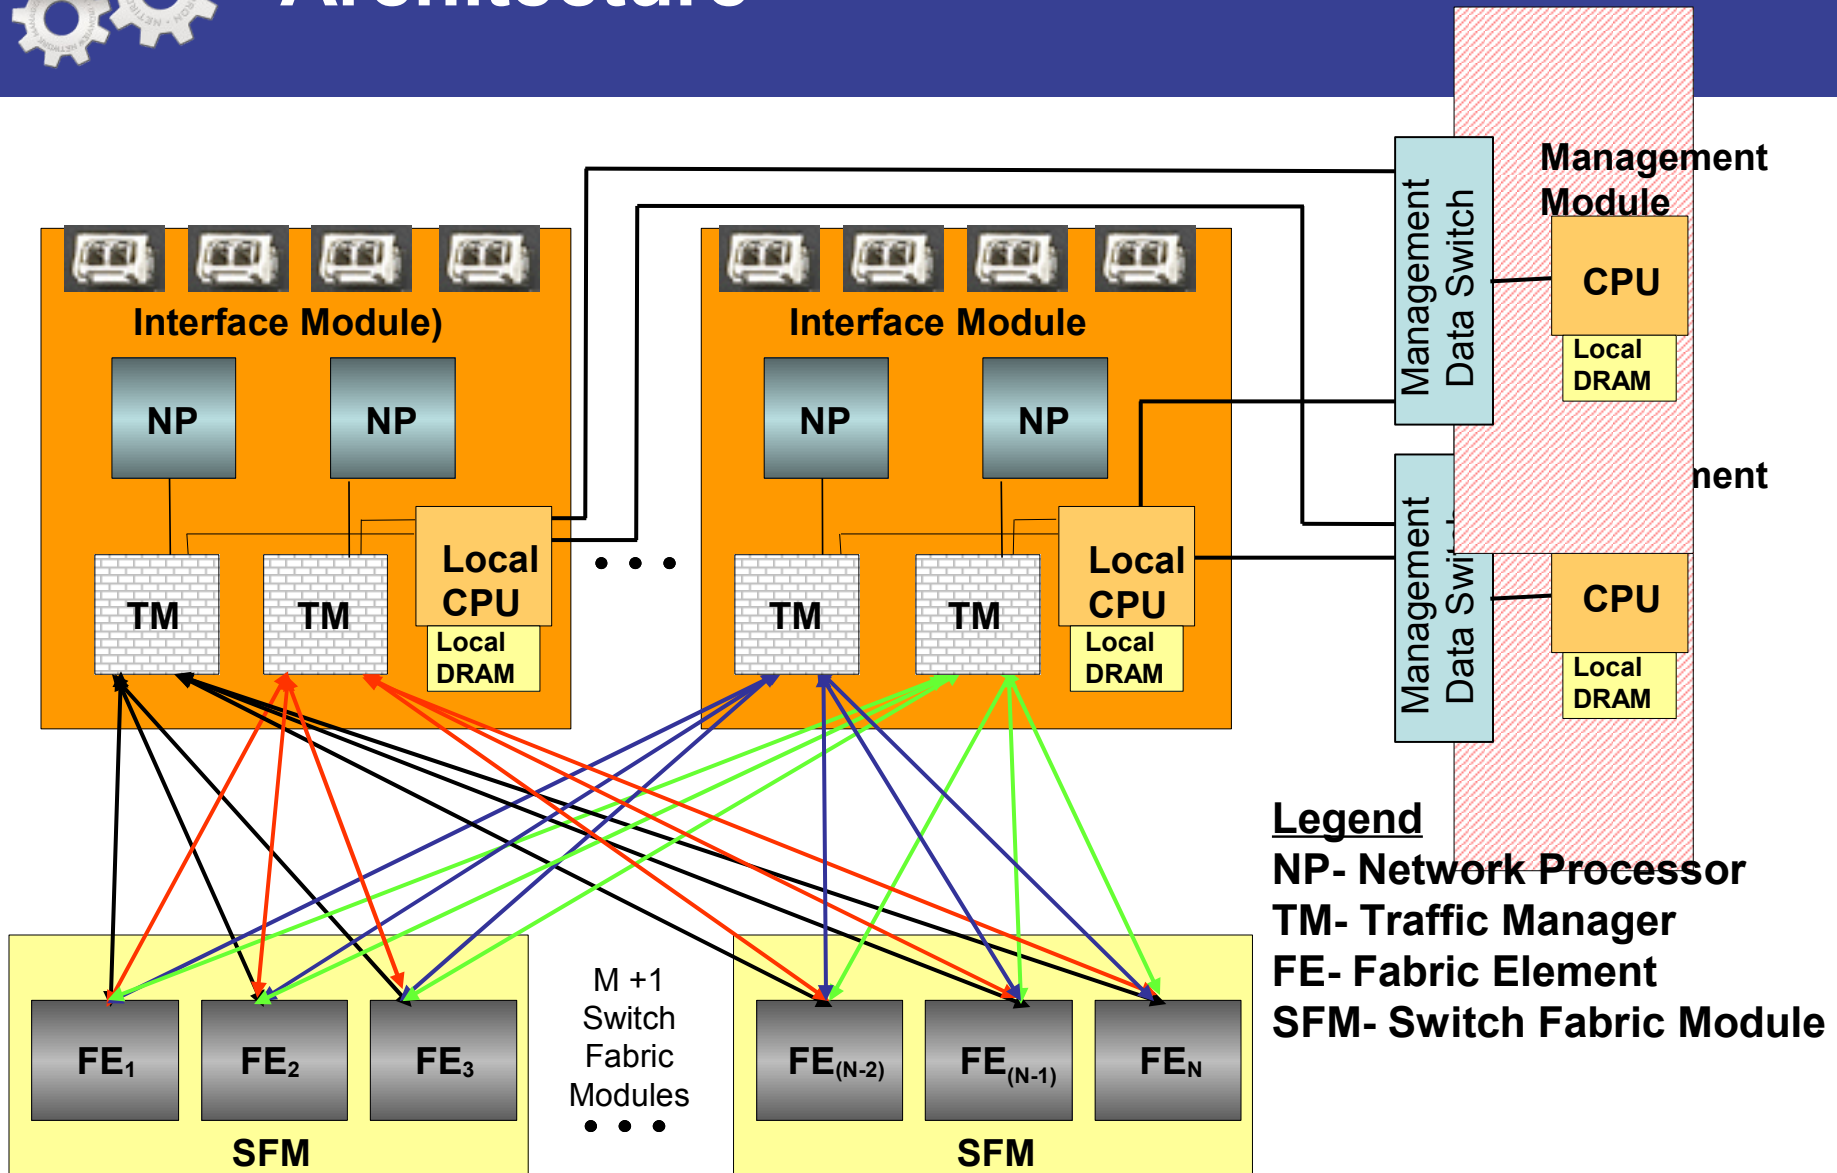 Architecture
Management
Module
Management
Data Switch
CPU
Local
DRAM
Interface Module)
NP
NP
TM
TM
Local
CPU
Local
DRAM
Interface Module
NP
NP
TM
TM
Local
CPU
Local
DRAM
ment
Management
Data Switch
CPU
Local
DRAM
Legend
NP- Network Processor
TM- Traffic Manager
FE- Fabric Element
SFM- Switch Fabric Module
M +1
Switch
Fabric
Modules
FE1
FE2
FE3
SFM
FE(N-2)
FE(N-1)
FEN
SFM